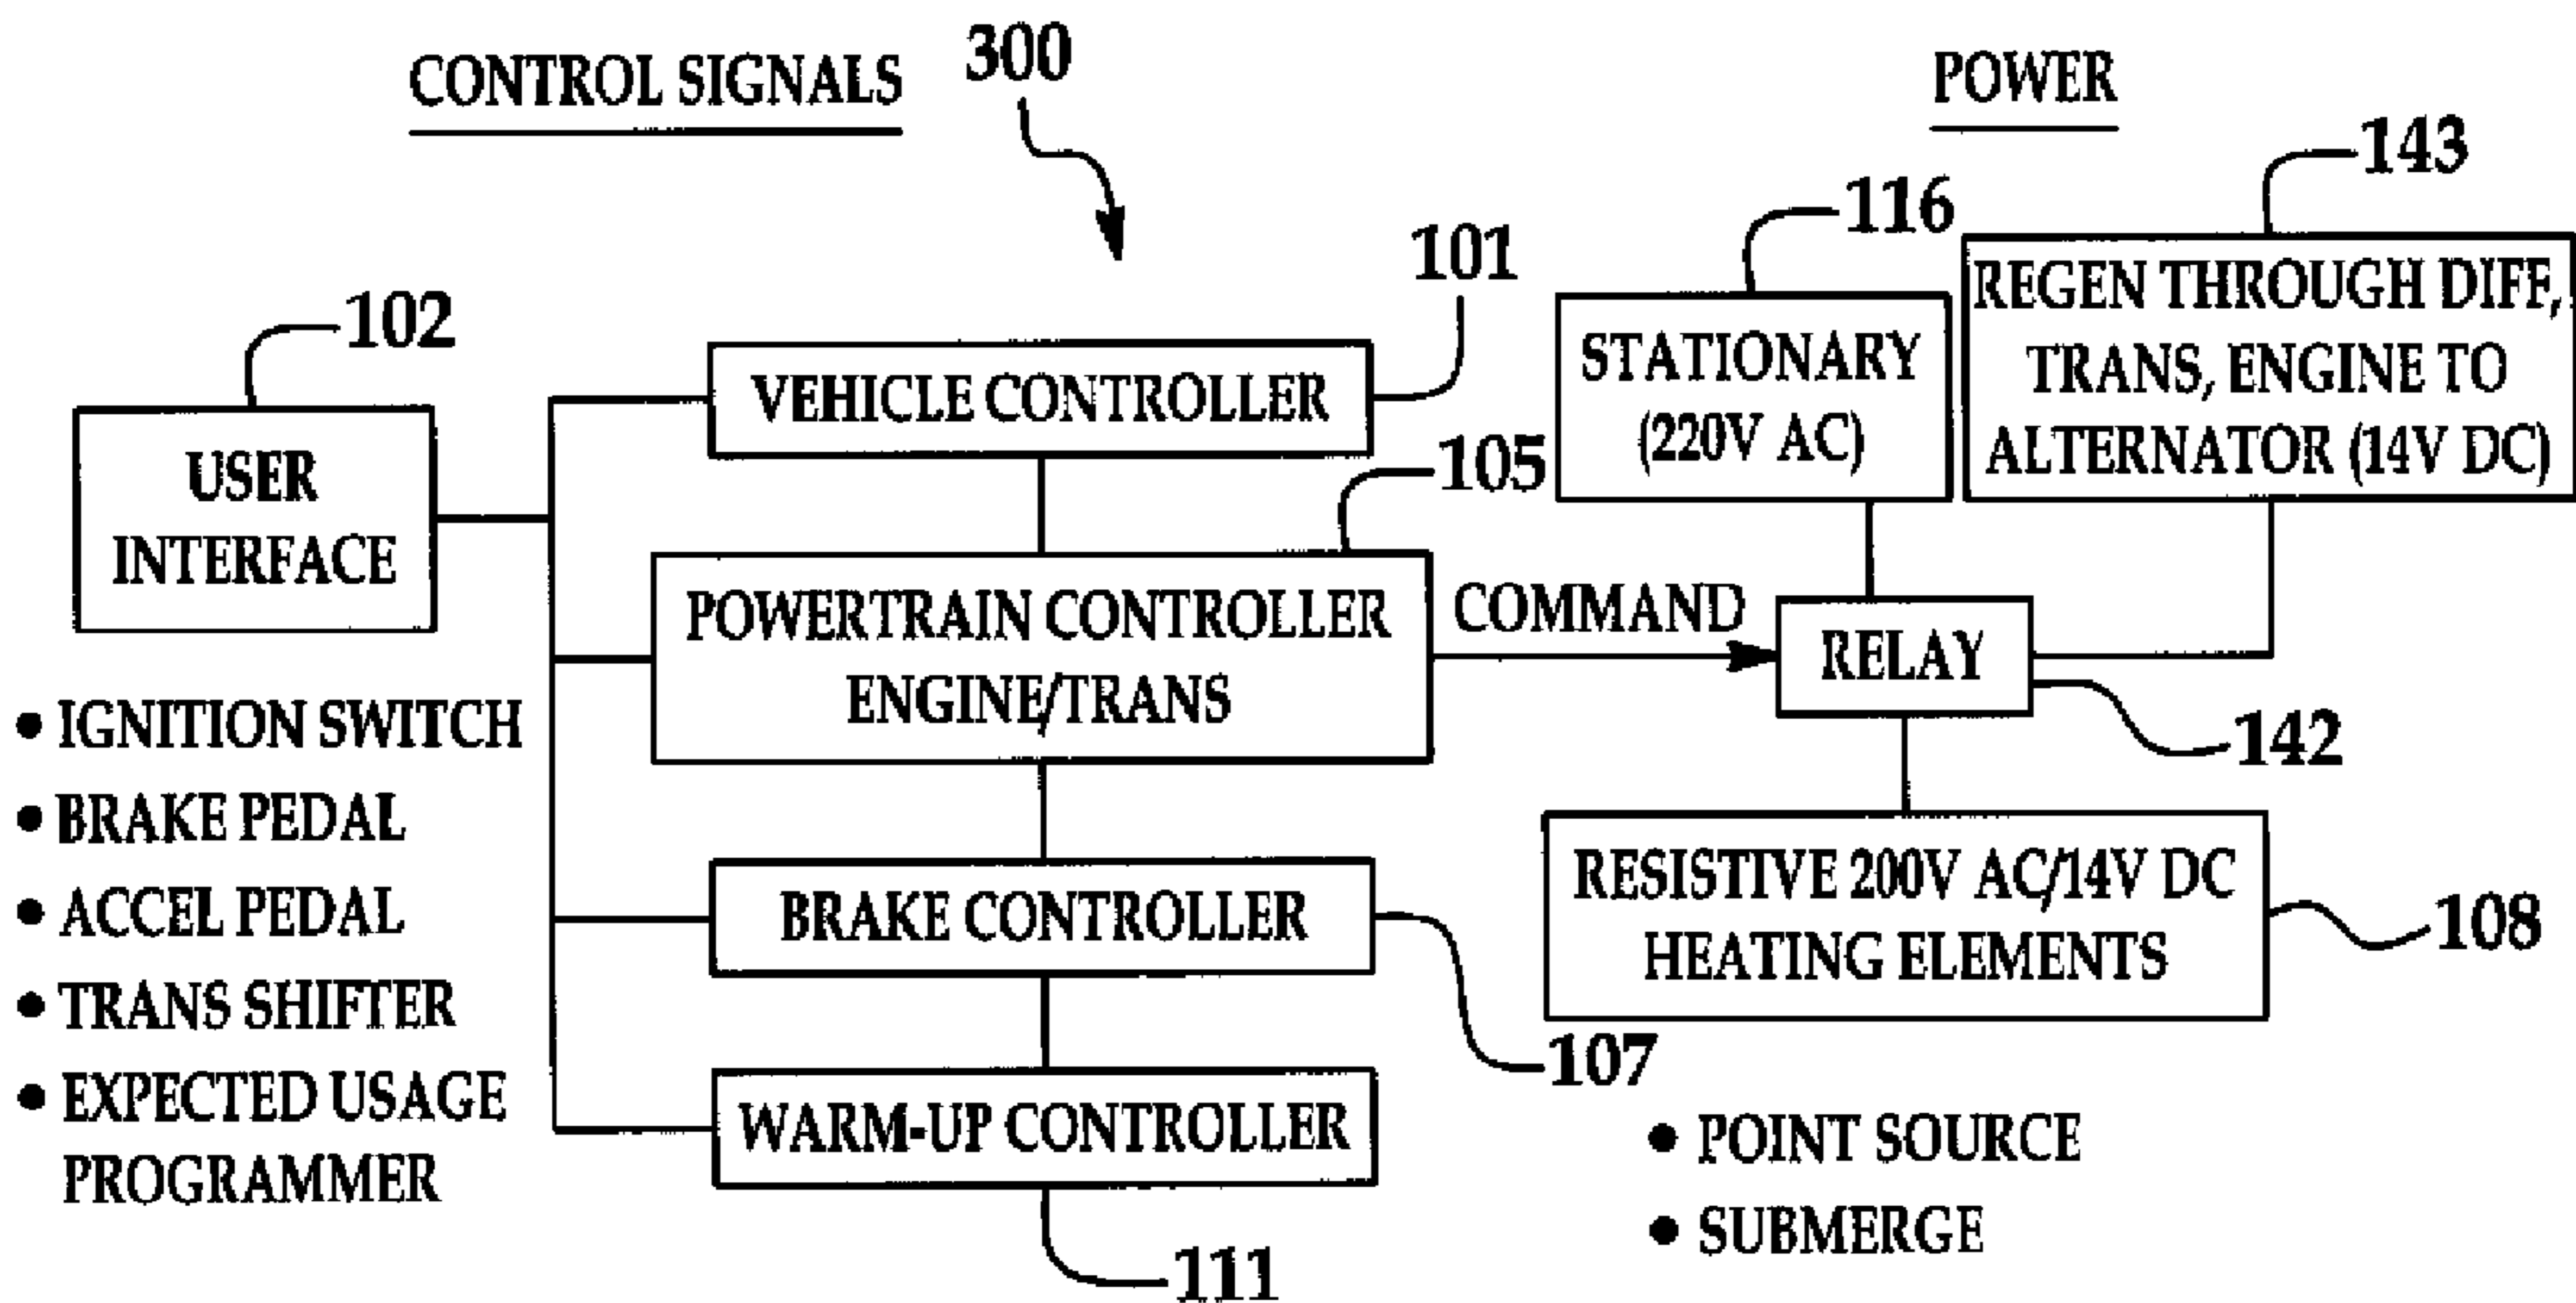 CONTROL SIGNALS
300
POWER
143
116
101
102
REGEN THROUGH DIFF,
TRANS, ENGINE TO
ALTERNATOR (14V DC)
STATIONARY
(220V AC)
VEHICLE CONTROLLER
105
USER
INTERFACE
POWERTRAIN CONTROLLER
ENGINE/TRANS
COMMAND
RELAY
142
• IGNITION SWITCH
• BRAKE PEDAL
• ACCEL PEDAL
• TRANS SHIFTER
• EXPECTED USAGE
PROGRAMMER
RESISTIVE 200V AC/14V DC
HEATING ELEMENTS
108
BRAKE CONTROLLER
107
WARM-UP CONTROLLER
111
• POINT SOURCE
• SUBMERGE